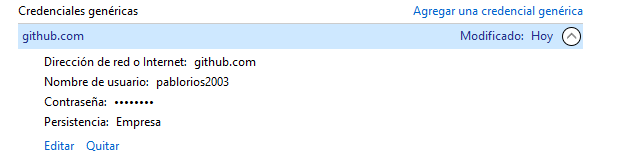 Credenciales genéricas Agregar una credencial genérica
github.com Modificado: Hoy
Dirección de red o Internet: github.com
Nombre de usuario: pablorios2003
Contraseña: ••••••••
Persistencia: Empresa
Editar Quitar